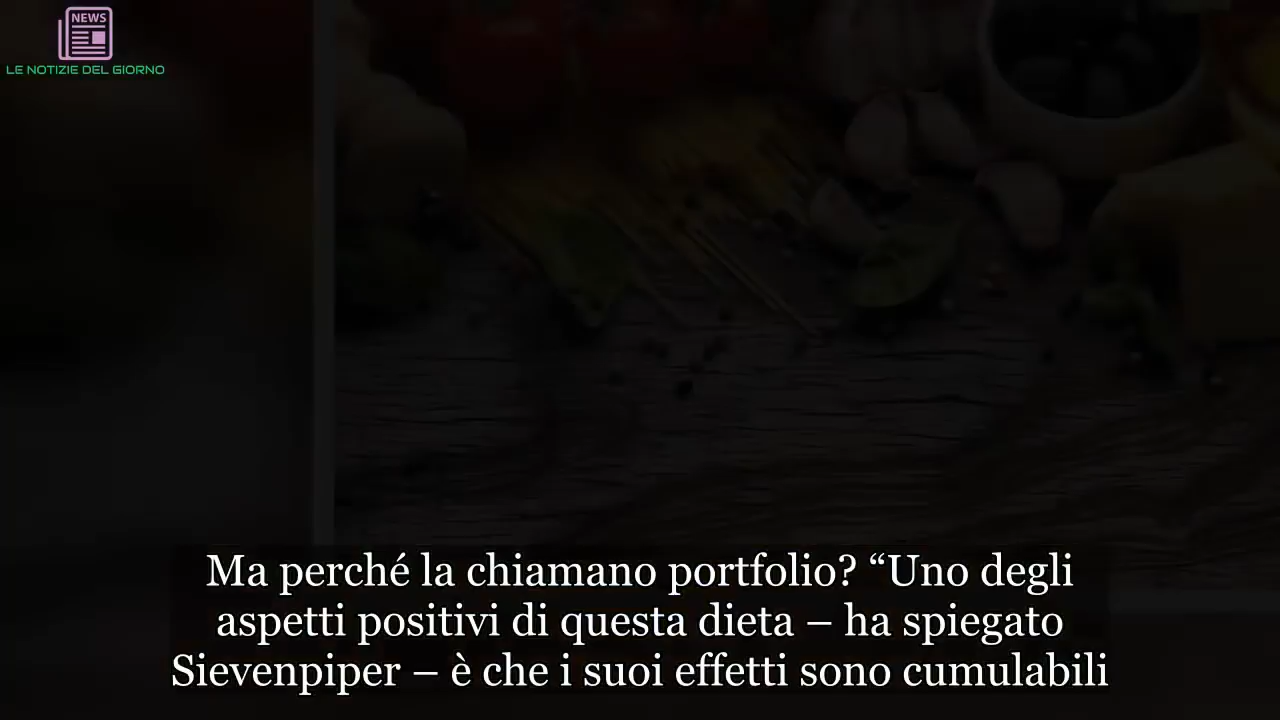 NEWS
LE NOTIZIE DEL GIORNO
Ma perché la chiamano portfolio? “Uno degli
aspetti positivi di questa dieta – ha spiegato
Sievenpiper – è che i suoi effetti sono cumulabili